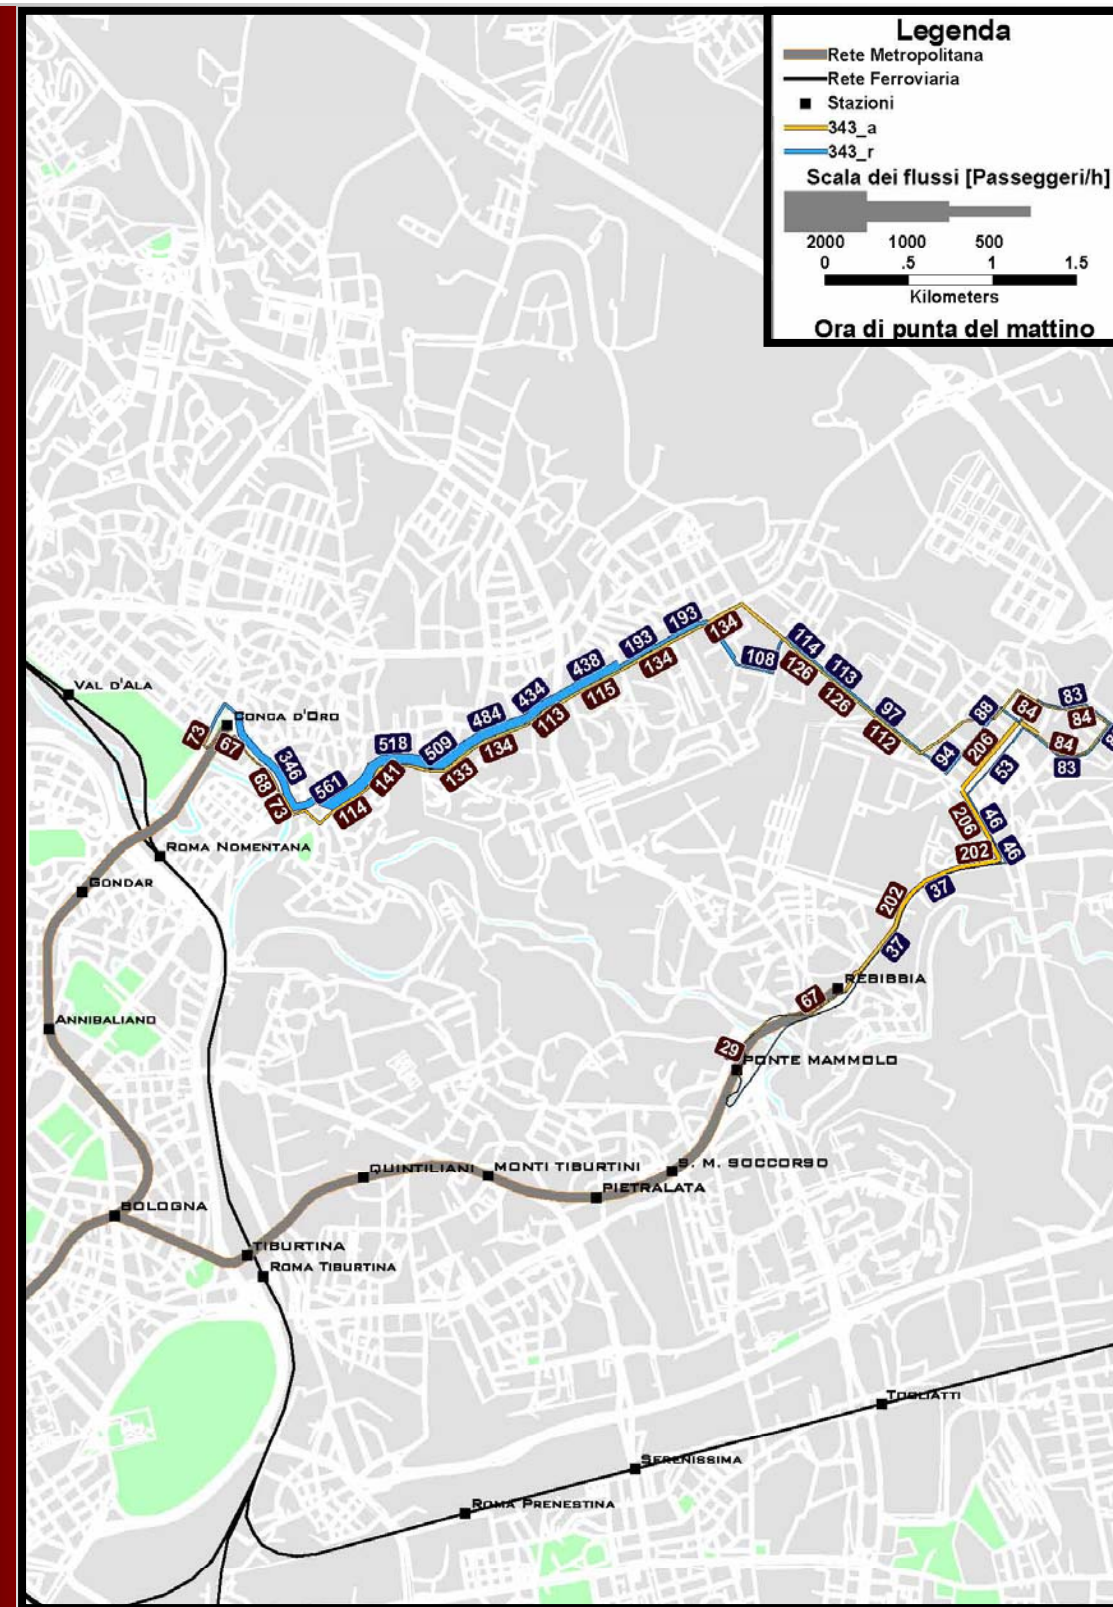 Legenda
Rete Metropolitana
Rete Ferroviaria
Stazioni
343_a
343_r
Scala dei flussi [Passeggeri/h]
2000 1000 500
0 .5 1 1.5
Kilometers
Ora di punta del mattino
193
134
193
134
438
115
434
113
484
134
509
133
518
141
561
114
346
68
73
73
67
108
114
126
113
126
97
112
94
88
206
53
84
83
84
84
83
206
46
46
202
37
202
37
67
29
VAL D'ALA
CONCA D'ORO
ROMA NOMENTANA
GONDAR
ANNIBALIANO
BOLOGNA
TIBURTINA
ROMA TIBURTINA
QUINTILIANI
MONTI TIBURTINI
PIETRALATA
S. M. SOCCORSO
PONTE MAMMOLO
REBIBBIA
TOGLIATTI
SERENISSIMA
ROMA PRENESTINA